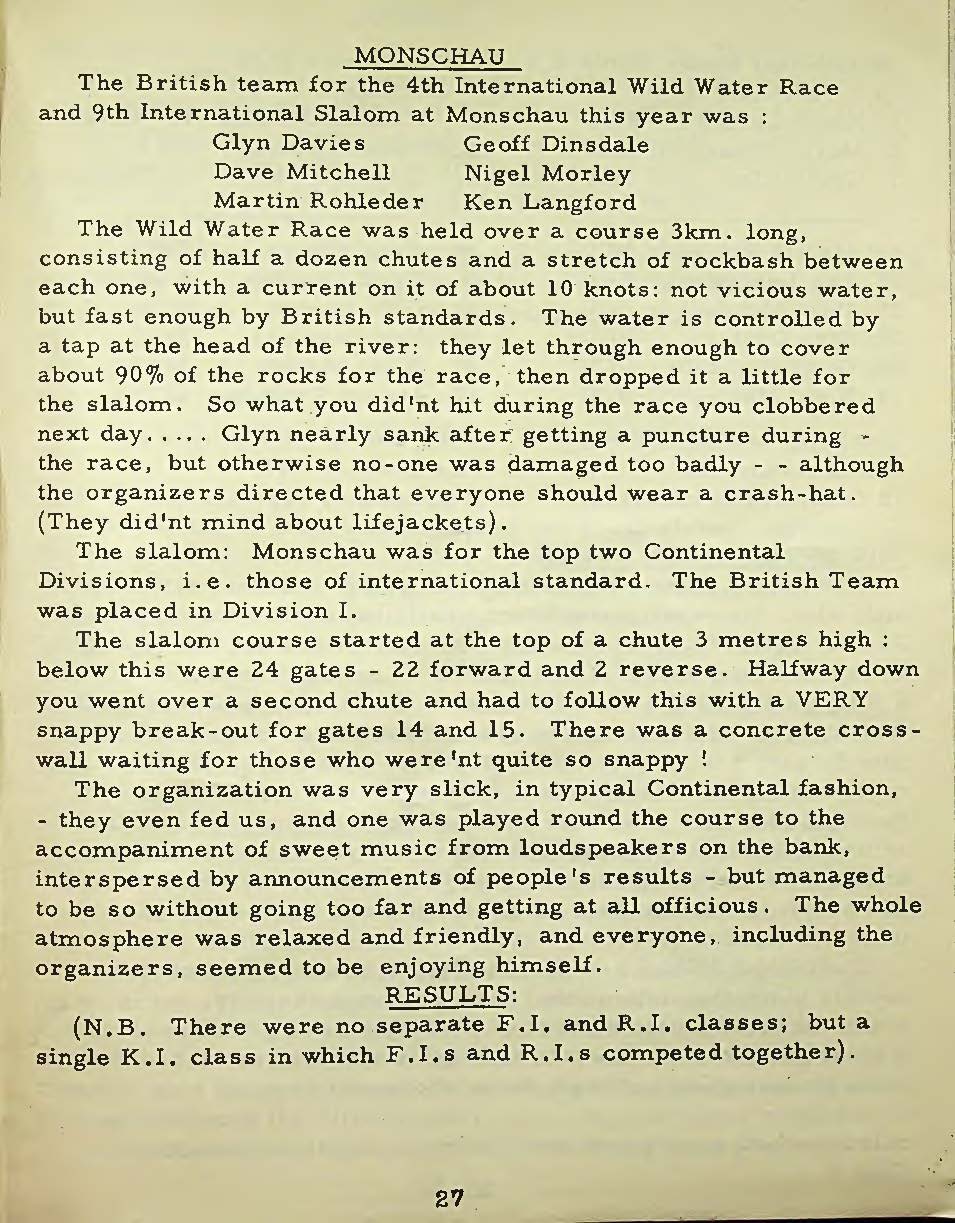 MONSCHAU
The British team for the 4th International Wild Water Race
and 9th International Slalom at Monschau this year was :
Glyn Davies Geoff Dinsdale
Dave Mitchell Nigel Morley
Martin Rohleder Ken Langford
The Wild Water Race was held over a course 3km. long,
consisting of half a dozen chutes and a stretch of rockbash between
each one, with a current on it of about 10 knots: not vicious water,
but fast enough by British standards. The water is controlled by
a tap at the head of the river: they let through enough to cover
about 90% of the rocks for the race, then dropped it a little for
the slalom. So what you did'nt hit during the race you clobbered
next day..... Glyn nearly sank after getting a puncture during -
the race, but otherwise no-one was damaged too badly - - although
the organizers directed that everyone should wear a crash-hat.
(They did'nt mind about lifejackets).
The slalom: Monschau was for the top two Continental
Divisions, i.e. those of international standard. The British Team
was placed in Division I.
The slalom course started at the top of a chute 3 metres high :
below this were 24 gates - 22 forward and 2 reverse. Halfway down
you went over a second chute and had to follow this with a VERY
snappy break-out for gates 14 and 15. There was a concrete cross-
wall waiting for those who were'nt quite so snappy !
The organization was very slick, in typical Continental fashion,
- they even fed us, and one was played round the course to the
accompaniment of sweet music from loudspeakers on the bank,
interspersed by announcements of people's results - but managed
to be so without going too far and getting at all officious. The whole
atmosphere was relaxed and friendly, and everyone, including the
organizers, seemed to be enjoying himself.
RESULTS:
(N.B. There were no separate F.I. and R.I. classes; but a
single K.I. class in which F.I.s and R.I.s competed together).
27